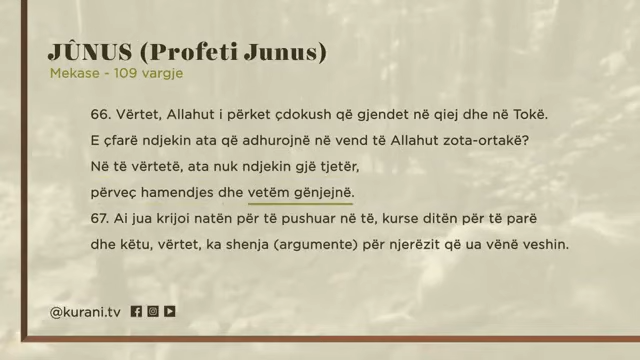 JÛNUS (Profeti Junus)
Mekase - 109 vargje
66. Vërtet, Allahut i përket çdokush që gjendet në qiej dhe në Tokë.
E çfarë ndjekin ata që adhurojnë në vend të Allahut zota-ortakë?
Në të vërtetë, ata nuk ndjekin gjë tjetër,
përveç hamendjes dhe vetëm gënjejnë.
67. Ai jua krijoi natën për të pushuar në të, kurse ditën për të parë
dhe këtu, vërtet, ka shenja (argumente) për njerëzit që ua vënë veshin.
@kurani.tv